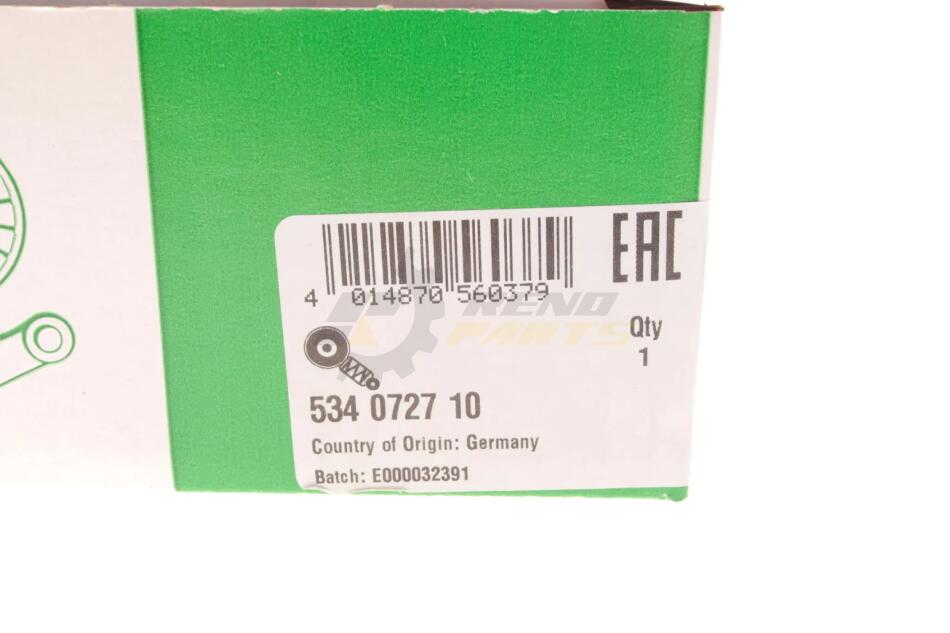 EAC
4 014870 560379
RENO
PARTS
Qty
1
534 0727 10
Country of Origin: Germany
Batch: E000032391